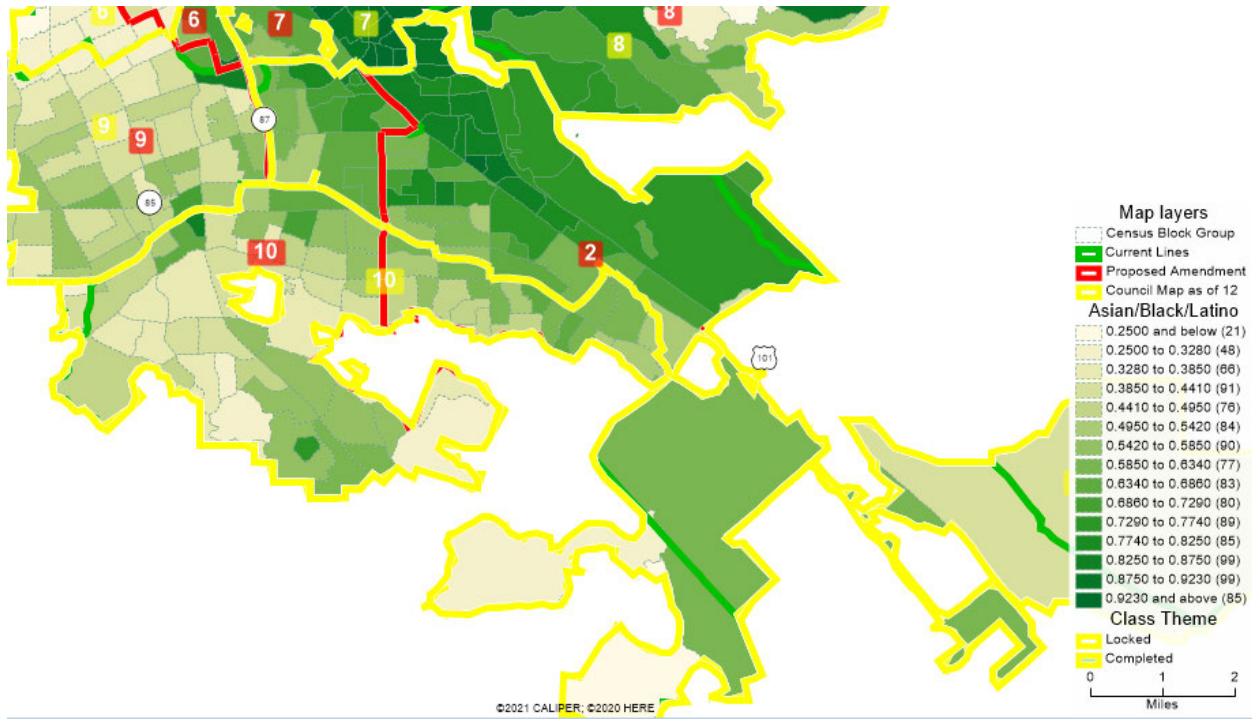 6
6
7
7
8
8
9
9
87
85
10
10
2
101
Map layers
Census Block Group
Current Lines
Proposed Amendment
Council Map as of 12
Asian/Black/Latino
0.2500 and below (21)
0.2500 to 0.3280 (48)
0.3280 to 0.3850 (66)
0.3850 to 0.4410 (91)
0.4410 to 0.4950 (76)
0.4950 to 0.5420 (84)
0.5420 to 0.5850 (90)
0.5850 to 0.6340 (77)
0.6340 to 0.6860 (83)
0.6860 to 0.7290 (80)
0.7290 to 0.7740 (89)
0.7740 to 0.8250 (85)
0.8250 to 0.8750 (99)
0.8750 to 0.9230 (99)
0.9230 and above (85)
Class Theme
Locked
Completed
0 1 2
Miles
©2021 CALIPER; ©2020 HERE